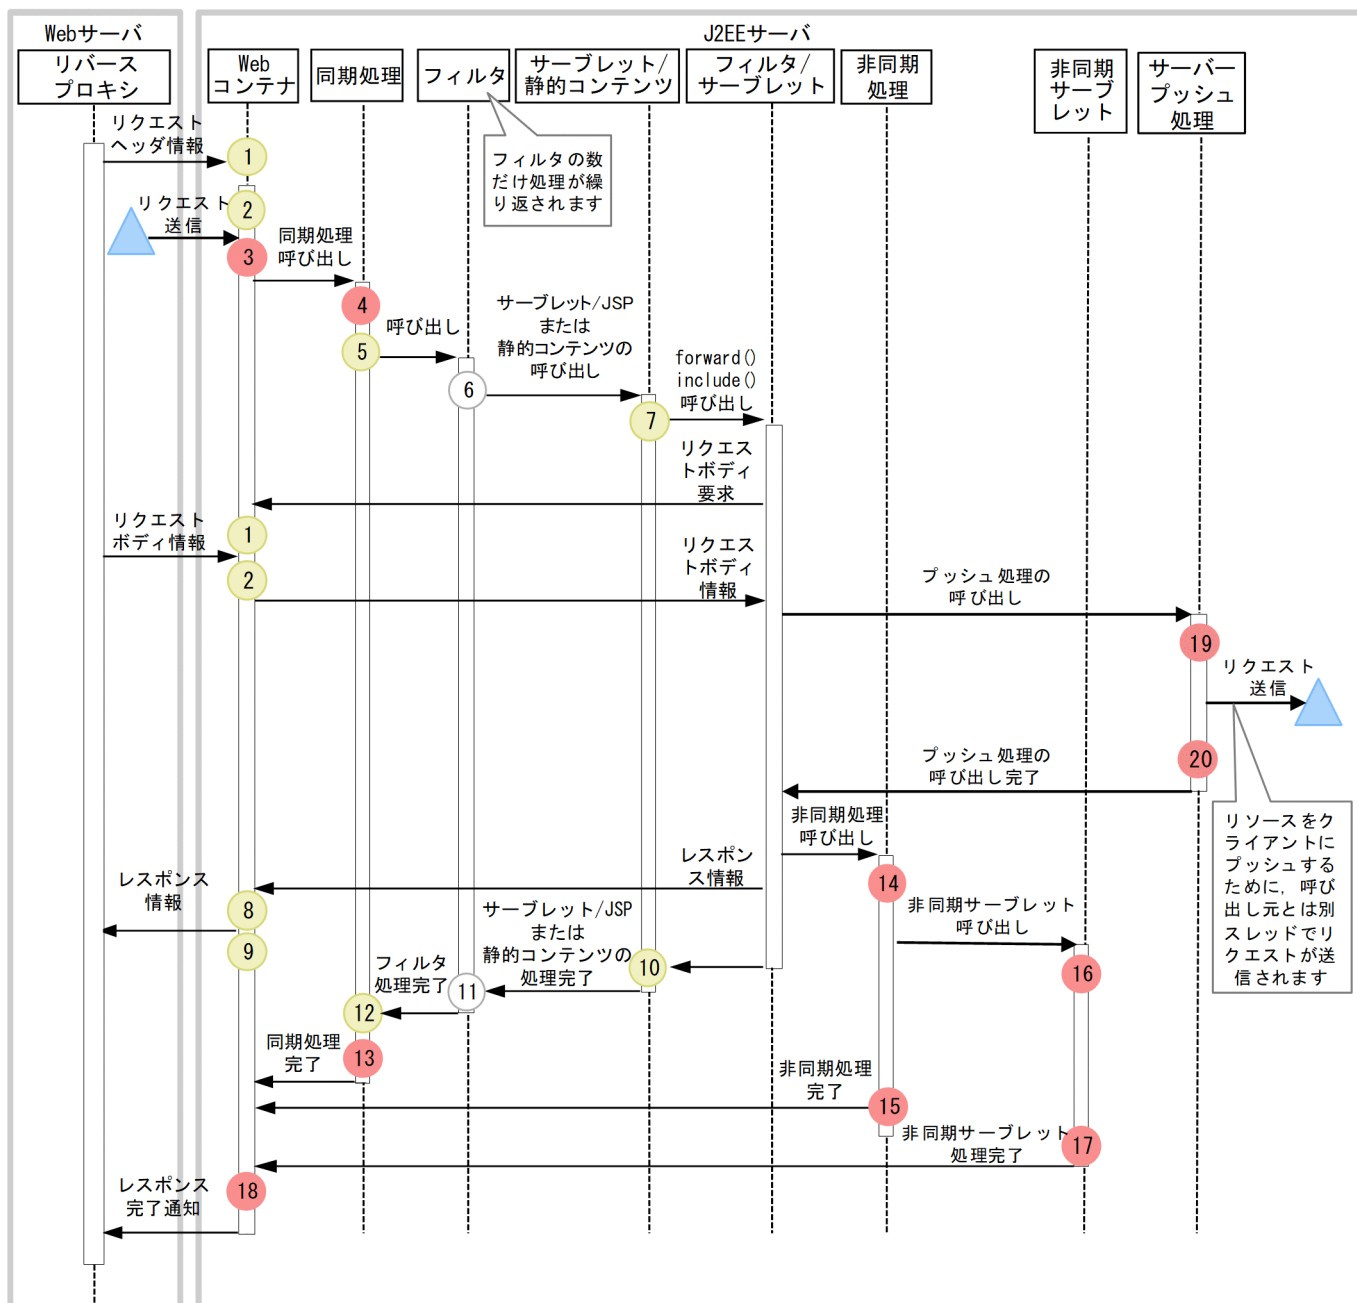 Webサーバ
J2EEサーバ
リバース
プロキシ
Web
コンテナ
同期処理
フィルタ
サーブレット/
静的コンテンツ
フィルタ/
サーブレット
非同期
処理
非同期
サーブ
レット
サーバー
プッシュ
処理
リクエスト
ヘッダ情報
1
フィルタの数
だけ処理が繰
り返されます
2
リクエスト
送信
3
同期処理
呼び出し
4
呼び出し
5
サーブレット/JSP
または
静的コンテンツの
呼び出し
6
forward()
include()
呼び出し
7
リクエス
トボディ
要求
リクエスト
ボディ情報
1
2
リクエス
トボディ
情報
プッシュ処理の
呼び出し
19
リクエスト
送信
プッシュ処理の
呼び出し完了
20
リソースをク
ライアントに
プッシュする
ために，呼び
出し元とは別
スレッドでリ
クエストが送
信されます
非同期処理
呼び出し
14
レスポン
ス情報
レスポンス
情報
8
9
非同期サーブレット
呼び出し
16
サーブレット/JSP
または
静的コンテンツの
処理完了
10
フィルタ
処理完了
11
12
同期処理
完了
13
非同期処理
完了
15
非同期サーブレット
処理完了
17
レスポンス
完了通知
18